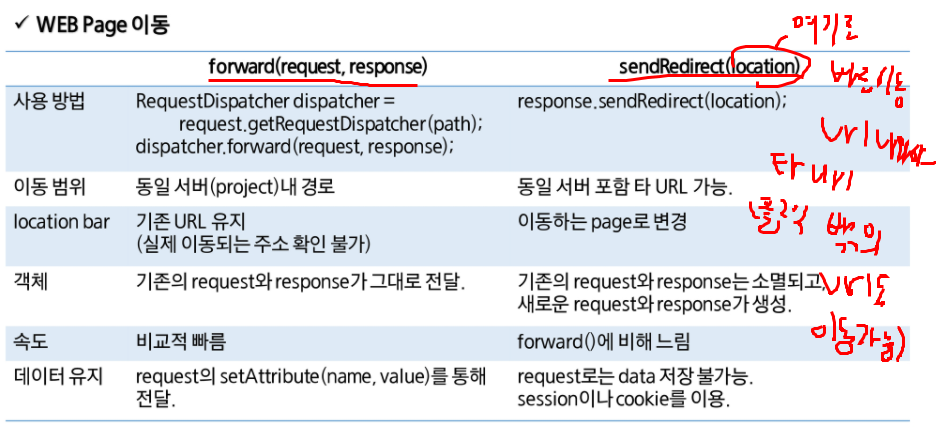 ✓ WEB Page 이동
forward(request, response)
sendRedirect(location)
사용 방법
RequestDispatcher dispatcher =
request.getRequestDispatcher(path);
dispatcher.forward(request, response);
response.sendRedirect(location);
이동 범위
동일 서버(project)내 경로
동일 서버 포함 타 URL 가능.
location bar
기존 URL 유지
(실제 이동되는 주소 확인 불가)
이동하는 page로 변경
객체
기존의 request와 response가 그대로 전달.
기존의 request와 response는 소멸되고,
새로운 request와 response가 생성.
속도
비교적 빠름
forward()에 비해 느림
데이터 유지
request의 setAttribute(name, value)를 통해
전달.
request로는 data 저장 불가능.
session이나 cookie를 이용.
여기로
바로이동
타 uri
밖의
uri도
이동가능)